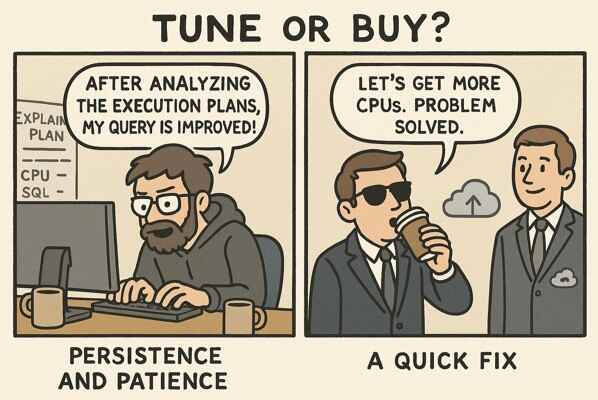 TUNE OR BUY?
AFTER ANALYZING
THE EXECUTION PLANS,
MY QUERY IS IMPROVED!
EXPLAIN
PLAN
CPU –
SQL –
LET'S GET MORE
CPUs. PROBLEM
SOLVED.
PERSISTENCE
AND PATIENCE
A QUICK FIX